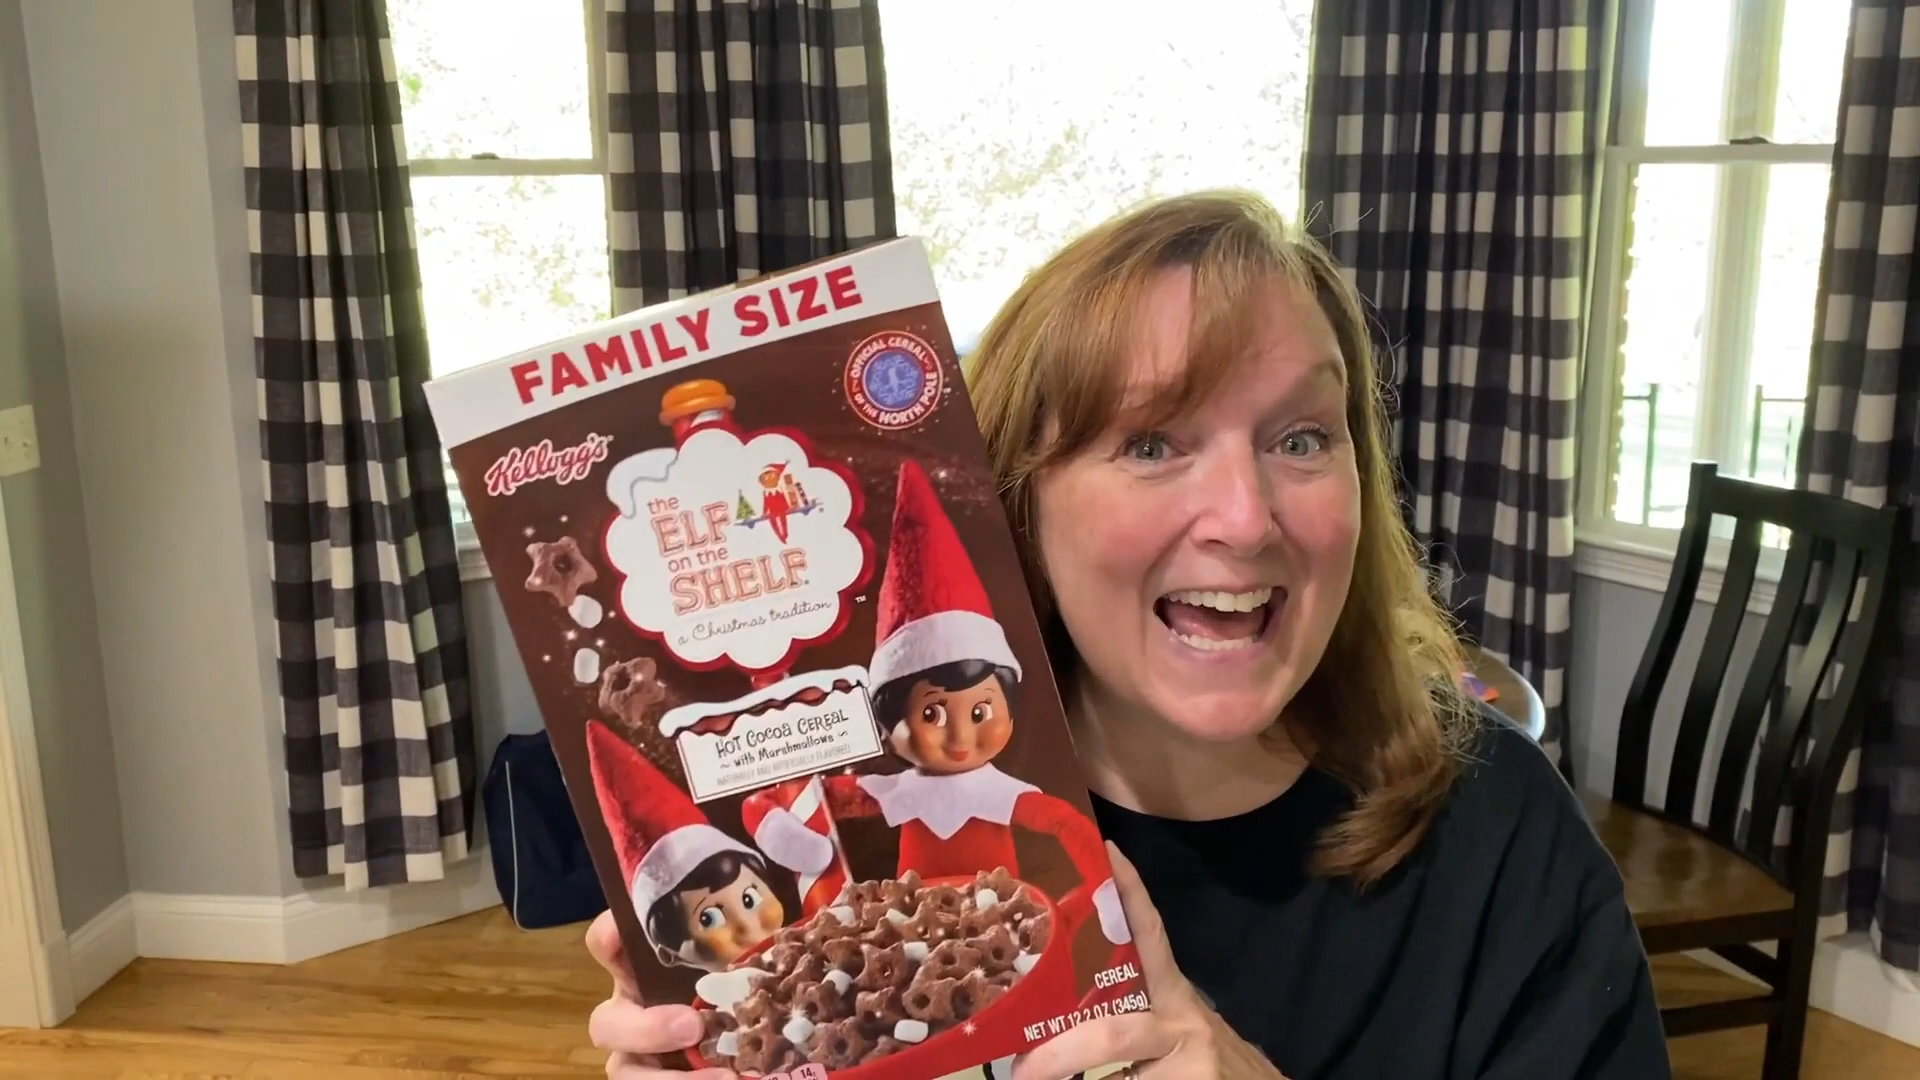 FAMILY SIZE
OFFICIAL CEREAL
OF THE NORTH POLE
Kellogg's
the
ELF
on the
SHELF®
a Christmas tradition
™
HOT COCOA CEREAL
~ with Marshmallows ~
NATURALLY AND ARTIFICIALLY FLAVORED
CEREAL
NET WT 12.2 OZ (345g)
14g